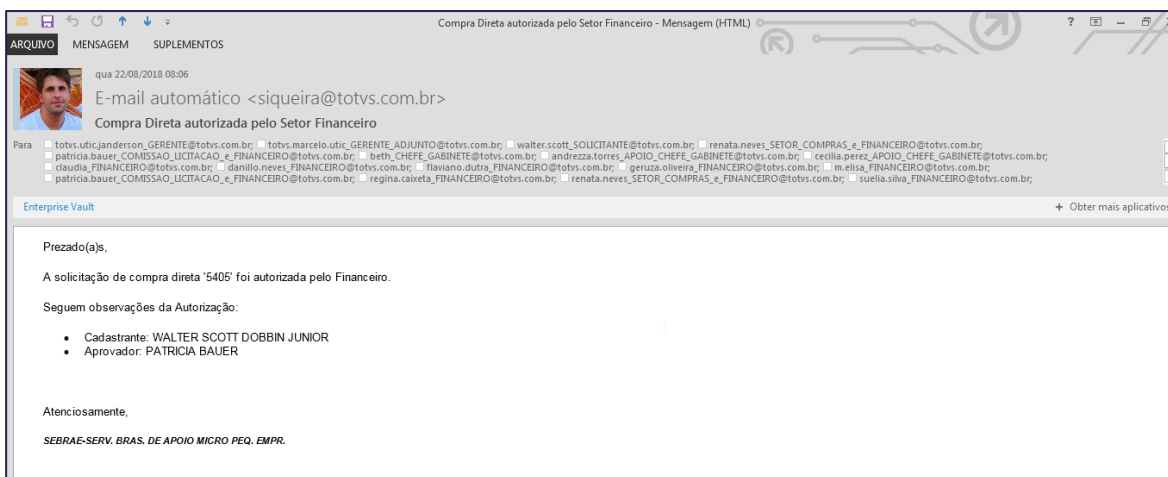 Compra Direta autorizada pelo Setor Financeiro - Mensagem (HTML)
ARQUIVO MENSAGEM SUPLEMENTOS
qua 22/08/2018 08:06
E-mail automático <siqueira@totvs.com.br>
Compra Direta autorizada pelo Setor Financeiro
Para totvs.utic.janderson_GERENTE@totvs.com.br; totvs.marcelo.utic_GERENTE_ADJUNTO@totvs.com.br; walter.scott_SOLICITANTE@totvs.com.br; renata.neves_SETOR_COMPRAS_e_FINANCEIRO@totvs.com.br;
patricia.bauer_COMISSAO_LICITACAO_e_FINANCEIRO@totvs.com.br; beth_CHEFE_GABINETE@totvs.com.br; andrezza.torres_APOIO_CHEFE_GABINETE@totvs.com.br; cecilia.perez_APOIO_CHEFE_GABINETE@totvs.com.br;
claudia_FINANCEIRO@totvs.com.br; danillo.neves_FINANCEIRO@totvs.com.br; flaviano.dutra_FINANCEIRO@totvs.com.br; geruza.oliveira_FINANCEIRO@totvs.com.br; m.elisa_FINANCEIRO@totvs.com.br;
patricia.bauer_COMISSAO_LICITACAO_e_FINANCEIRO@totvs.com.br; regina.caixeta_FINANCEIRO@totvs.com.br; renata.neves_SETOR_COMPRAS_e_FINANCEIRO@totvs.com.br; suelia.silva_FINANCEIRO@totvs.com.br;
Enterprise Vault + Obter mais aplicativos
Prezado(a)s,
A solicitação de compra direta '5405' foi autorizada pelo Financeiro.
Seguem observações da Autorização:
• Cadastrante: WALTER SCOTT DOBBIN JUNIOR
• Aprovador: PATRICIA BAUER
Atenciosamente,
SEBRAE-SERV. BRAS. DE APOIO MICRO PEQ. EMPR.